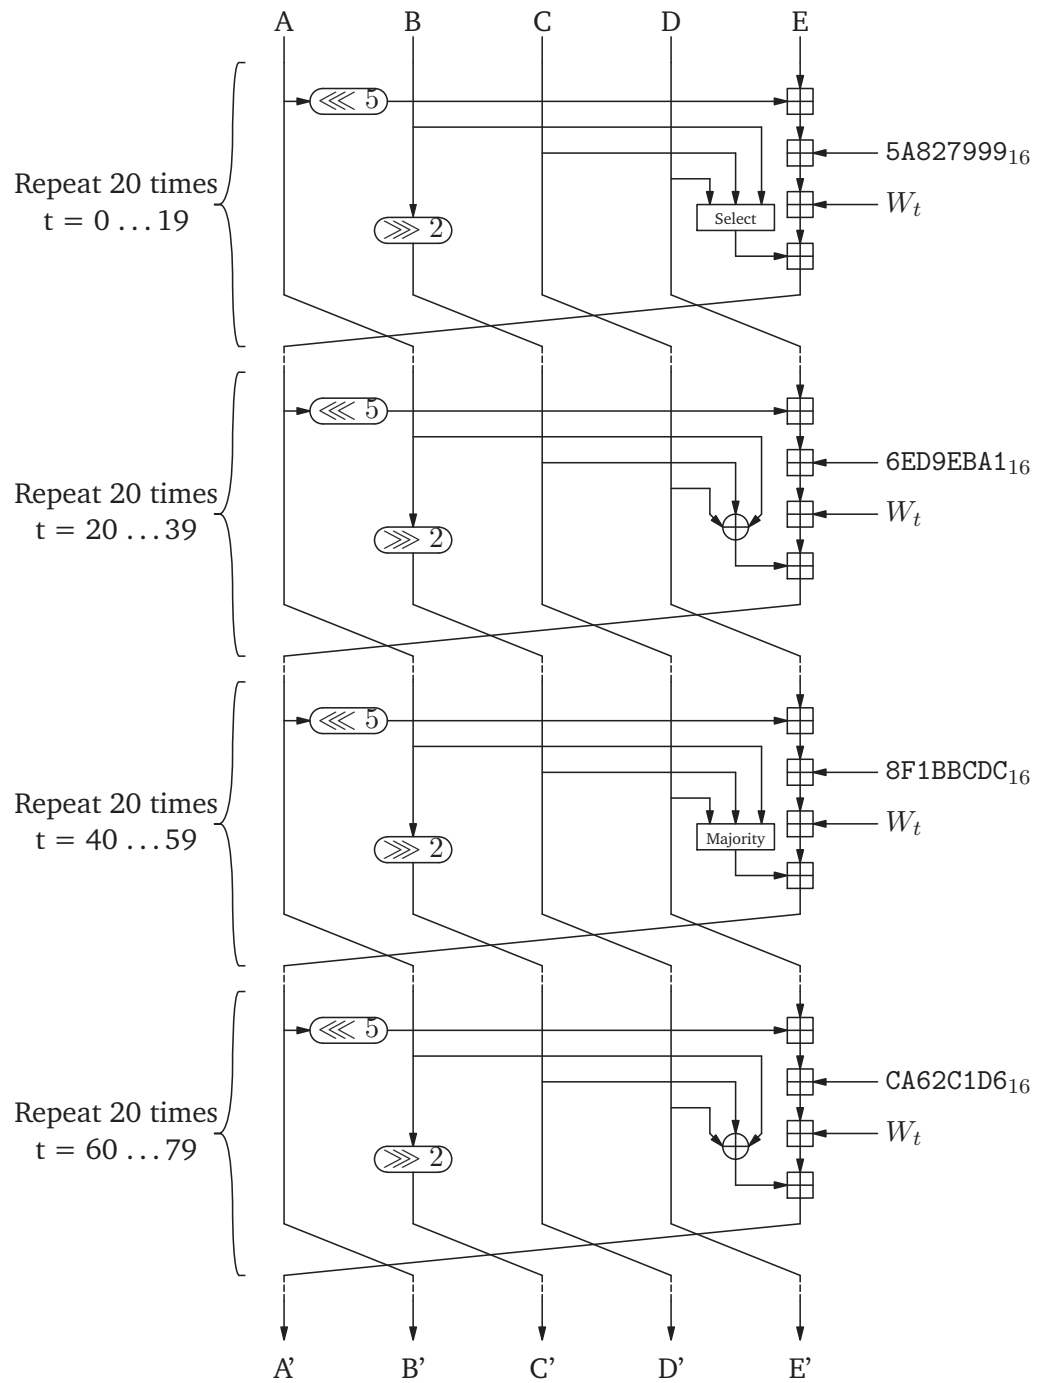 A B C D E
⋘ 5
5A827999₁₆
Repeat 20 times
t = 0 ...19
W_t
Select
⋙ 2
⋘ 5
6ED9EBA1₁₆
Repeat 20 times
t = 20 ...39
W_t
⋙ 2
⋘ 5
8F1BBCDC₁₆
Repeat 20 times
t = 40 ...59
W_t
Majority
⋙ 2
⋘ 5
CA62C1D6₁₆
Repeat 20 times
t = 60 ...79
W_t
⋙ 2
A' B' C' D' E'